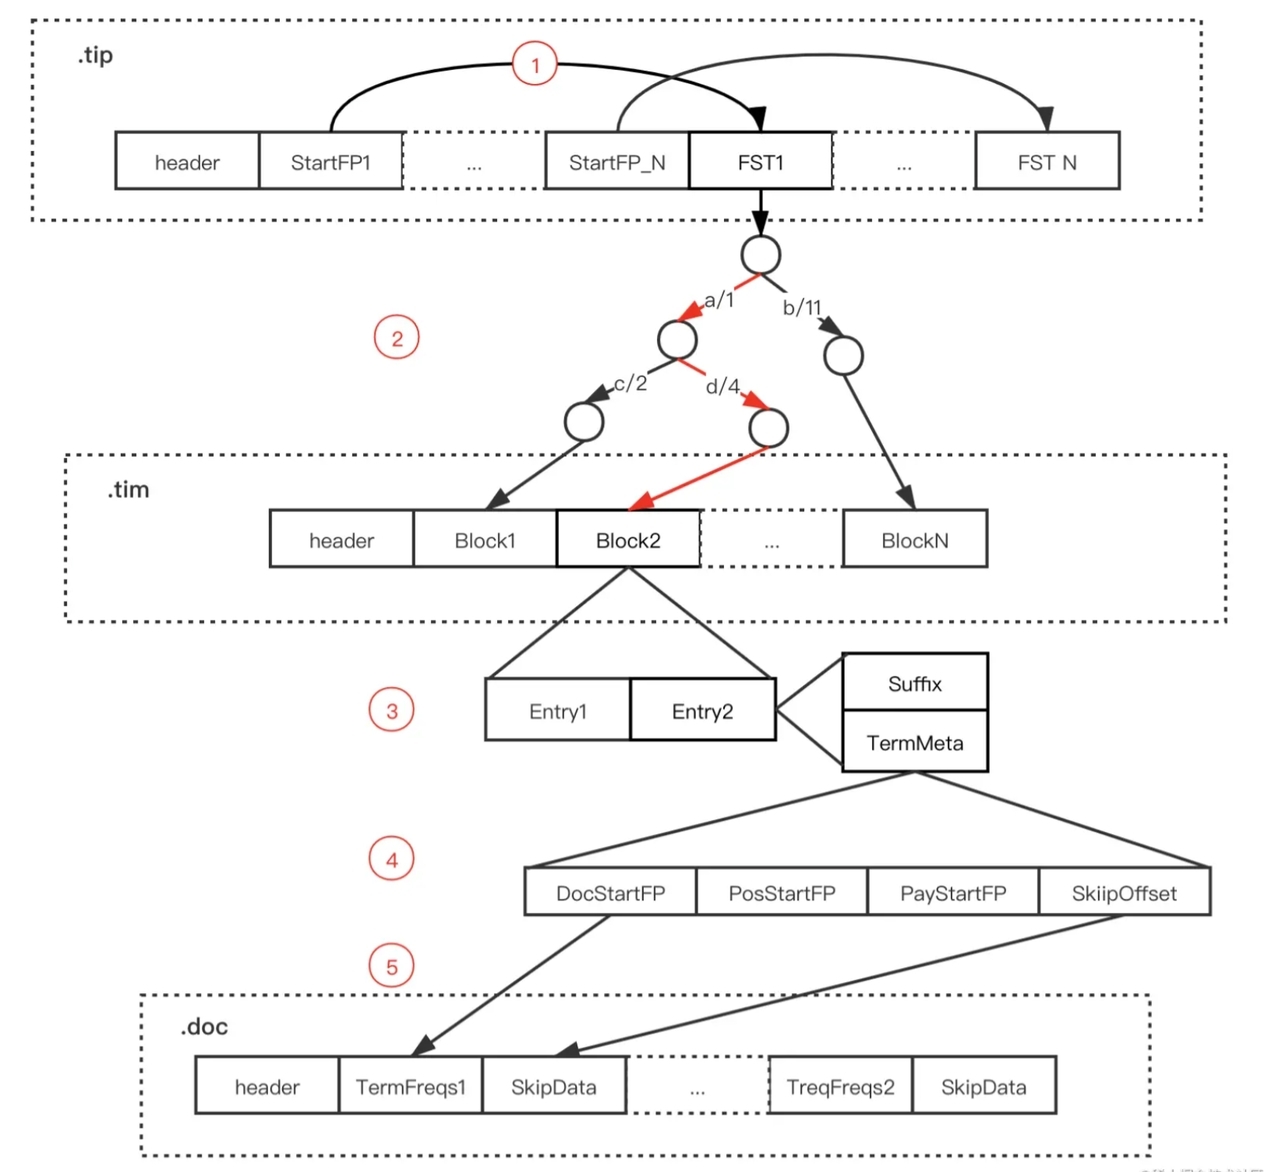 .tip
1
header StartFP1 ... StartFP_N FST1 ... FST N
a/1 b/11
2
c/2 d/4
.tim
header Block1 Block2 ... BlockN
Suffix
3 Entry1 Entry2
TermMeta
4
DocStartFP PosStartFP PayStartFP SkiipOffset
5
.doc
header TermFreqs1 SkipData ... TreqFreqs2 SkipData